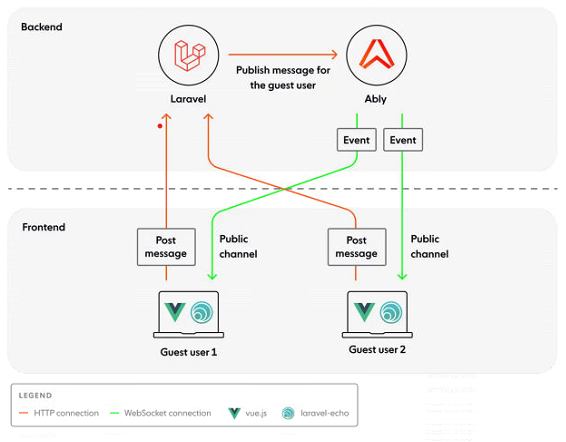 Backend
Laravel
Publish message for
the guest user
Ably
Event
Event
Frontend
Post
message
Public
channel
Post
message
Public
channel
Guest user 1
Guest user 2
LEGEND
HTTP connection
WebSocket connection
vue.js
laravel-echo